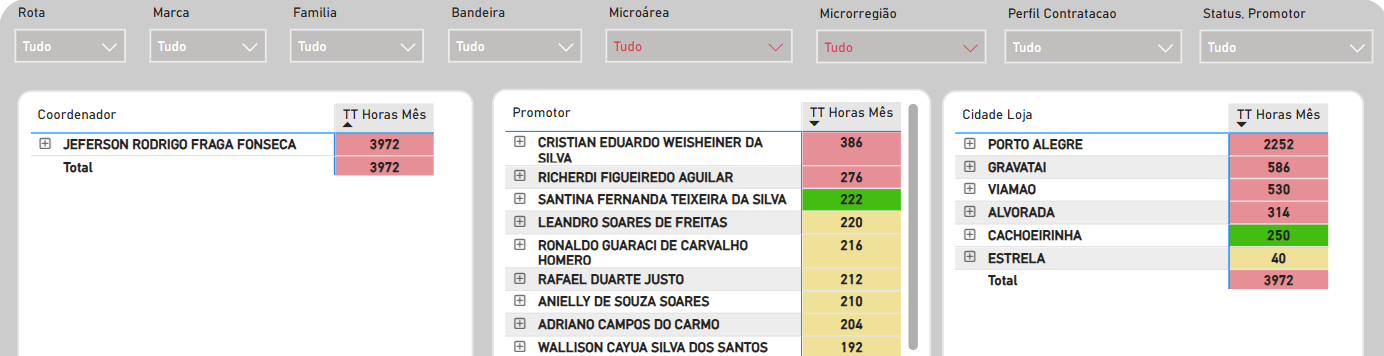 Rota Marca Familia Bandeira Microárea Microrregião Perfil Contratacao Status, Promotor
Tudo Tudo Tudo Tudo Tudo Tudo Tudo Tudo
Coordenador TT Horas Mês
JEFERSON RODRIGO FRAGA FONSECA 3972
Total 3972
Promotor TT Horas Mês
CRISTIAN EDUARDO WEISHEINER DA 386
SILVA
RICHERDI FIGUEIREDO AGUILAR 276
SANTINA FERNANDA TEIXEIRA DA SILVA 222
LEANDRO SOARES DE FREITAS 220
RONALDO GUARACI DE CARVALHO 216
HOMERO
RAFAEL DUARTE JUSTO 212
ANIELLY DE SOUZA SOARES 210
ADRIANO CAMPOS DO CARMO 204
WALLISON CAYUA SILVA DOS SANTOS 192
Cidade Loja TT Horas Mês
PORTO ALEGRE 2252
GRAVATAI 586
VIAMAO 530
ALVORADA 314
CACHOEIRINHA 250
ESTRELA 40
Total 3972